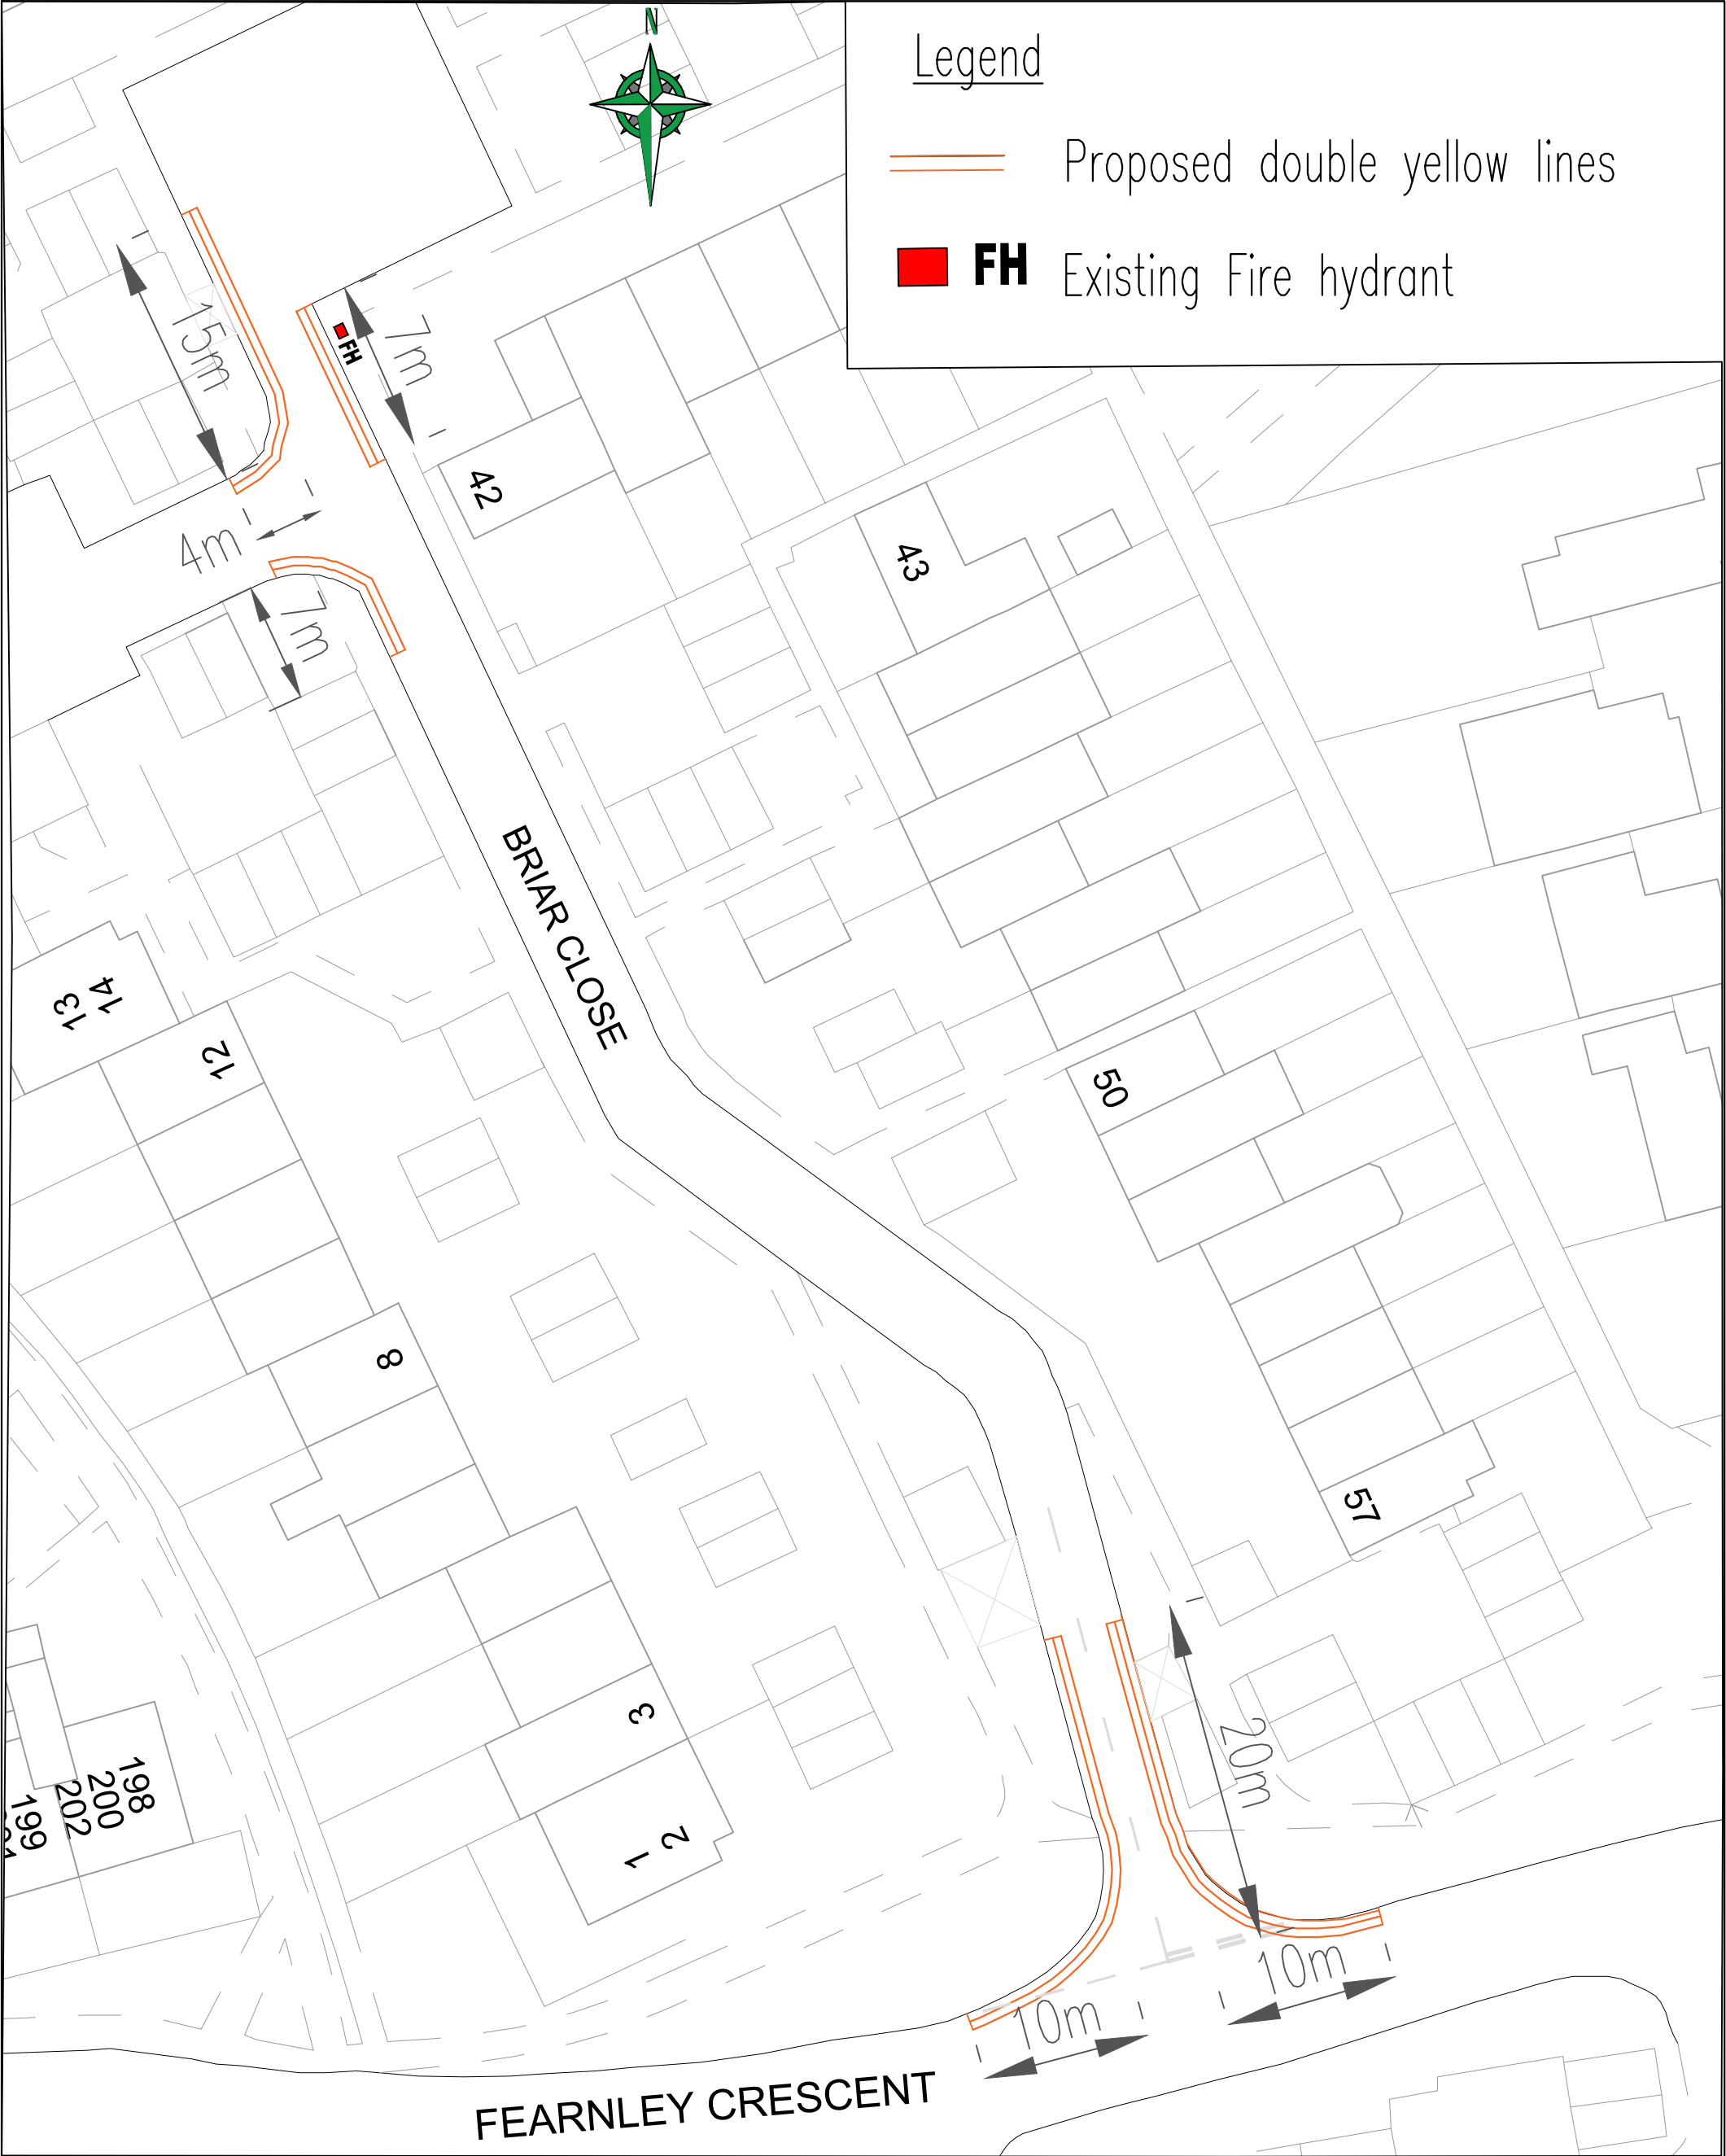 N
Legend
Proposed double yellow lines
FH Existing Fire hydrant
15m
FH
7m
42
4m
7m
43
BRIAR CLOSE
14
13
12
50
8
57
3
20m
198
200
202
199
2
1
10m
10m
FEARNLEY CRESCENT